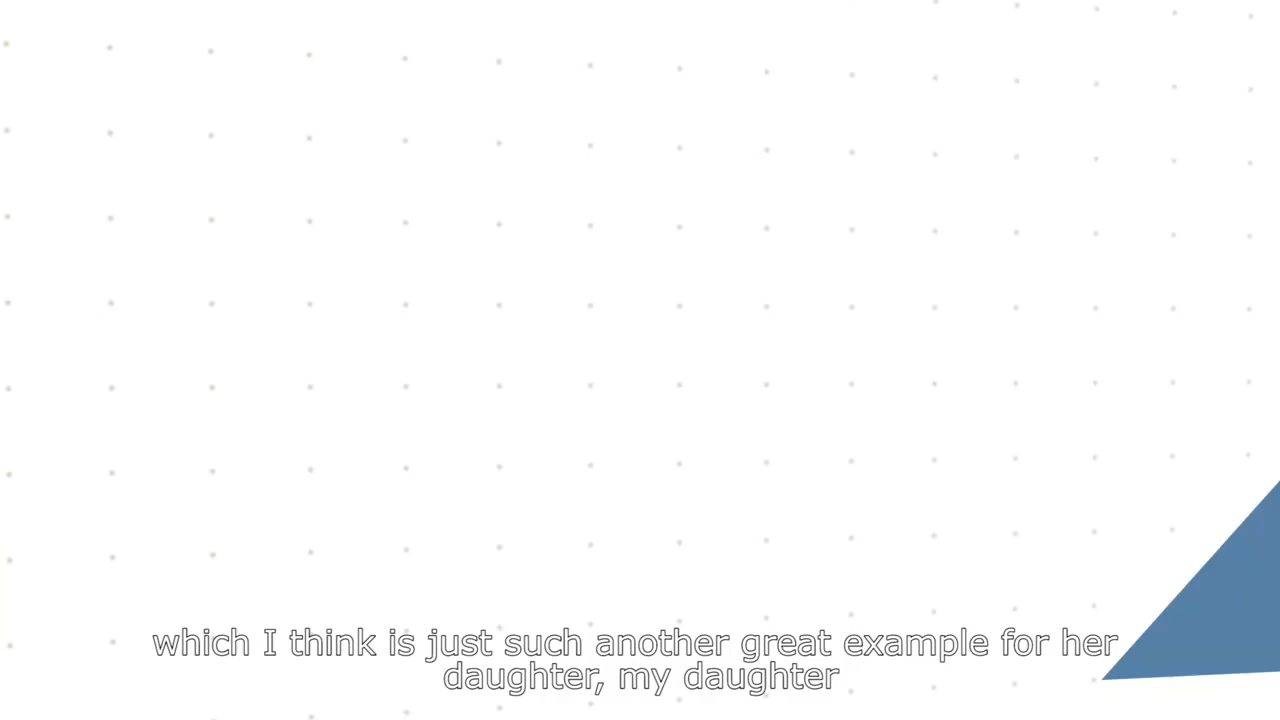 which I think is just such another great example for her
daughter, my daughter